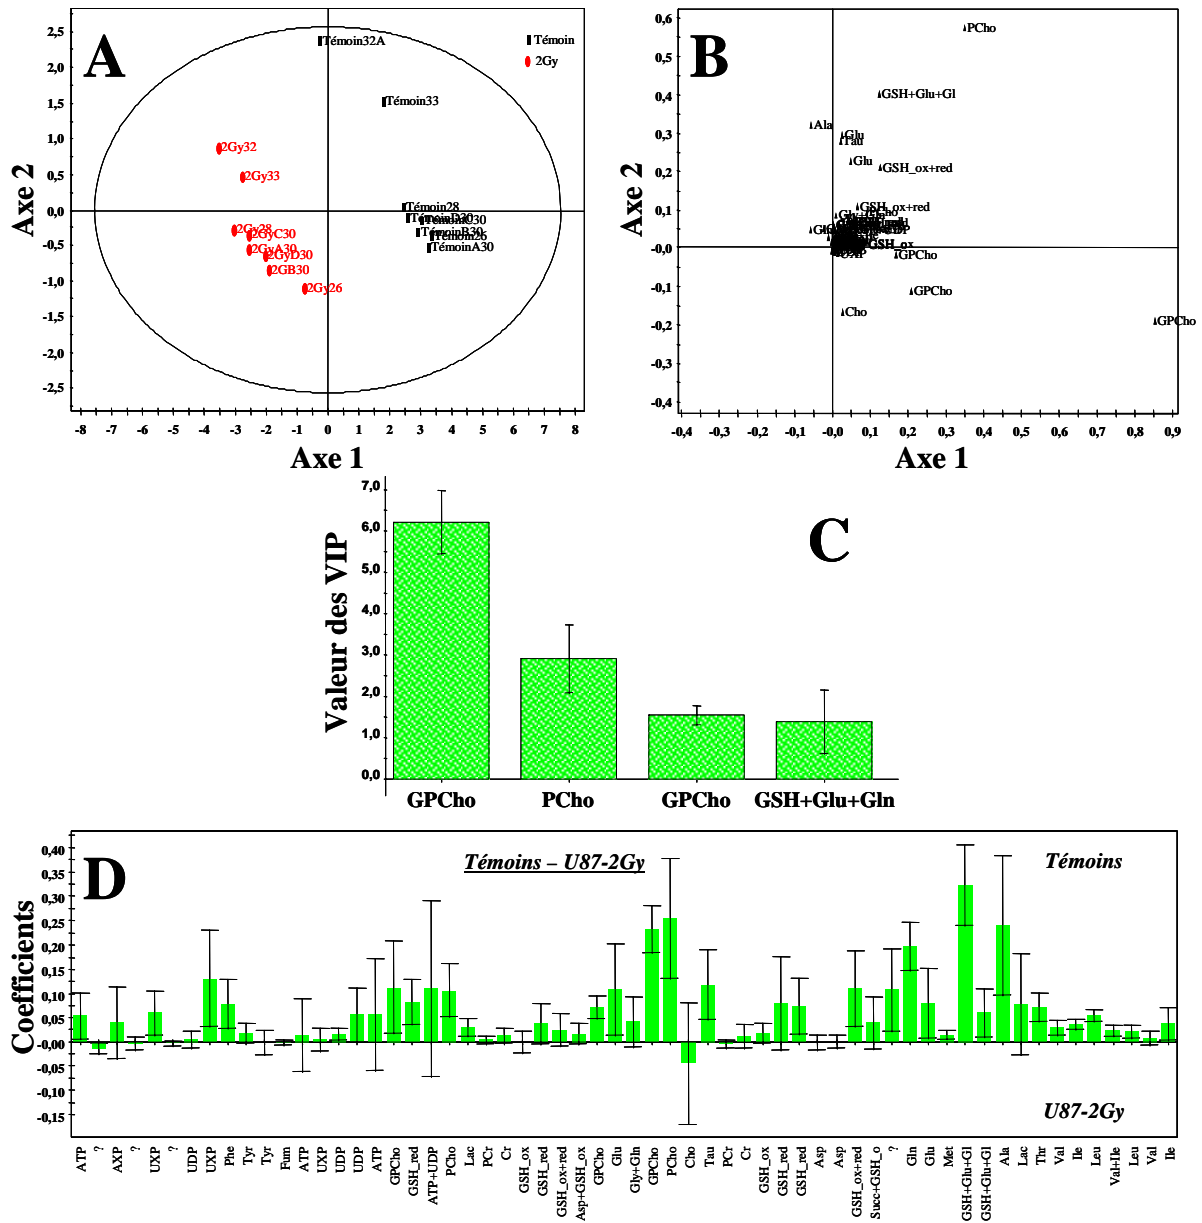 A
Axe 2
2,5
2,0
1,5
1,0
0,5
0,0
-0,5
-1,0
-1,5
-2,0
-2,5
Témoin
2Gy
Témoin32A
Témoin33
2Gy32
2Gy33
Témoin28
TémoinD30
TémoinC30
TémoinB30
Témoin26
TémoinA30
2Gy28
2GyC30
2GyA30
2GyD30
2GB30
2Gy26
-8 -7 -6 -5 -4 -3 -2 -1 0 1 2 3 4 5 6 7 8
Axe 1
B
Axe 2
0,6
0,5
0,4
0,3
0,2
0,1
-0,0
-0,1
-0,2
-0,3
-0,4
PCho
GSH+Glu+Gl
Ala
Glu
Tau
Glu
GSH_ox+red
GSH_ox+red
GSH_ox
GPCho
GPCho
Cho
GPCho
-0,4 -0,3 -0,2 -0,1 -0,0 0,1 0,2 0,3 0,4 0,5 0,6 0,7 0,8 0,9
Axe 1
C
Valeur des VIP
7,0
6,0
5,0
4,0
3,0
2,0
1,0
0,0
GPCho PCho GPCho GSH+Glu+Gln
D
Témoins – U87-2Gy
Témoins
U87-2Gy
Coefficients
0,40
0,35
0,30
0,25
0,20
0,15
0,10
0,05
-0,00
-0,05
-0,10
-0,15
ATP
?
AXP
?
UXP
?
UDP
UXP
Phe
Tyr
Tyr
Fum
ATP
UXP
UDP
UDP
ATP
GPCho
GSH_red
ATP+UDP
PCho
Lac
PCr
Cr
GSH_ox
GSH_red
GSH_ox+red
Asp+GSH_ox
GPCho
Glu
Gly+Gln
GPCho
PCho
Cho
Tau
PCr
Cr
GSH_ox
GSH_red
GSH_red
Asp
Asp
GSH_ox+red
Succ+GSH_o
?
Gln
Glu
Met
GSH+Glu+Gl
GSH+Glu+Gl
Ala
Lac
Thr
Val
Ile
Leu
Val+Ile
Leu
Val
Ile